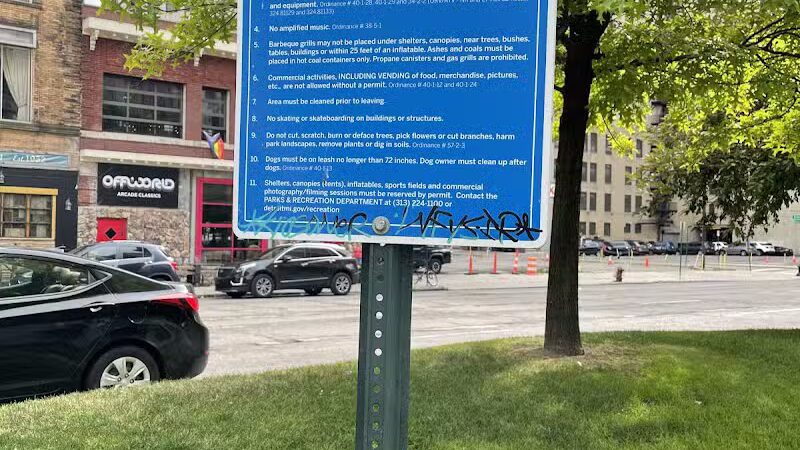 and equipment. Ordinance # 40-1-28, 40-1-29 and
324.81129 and 324.81133)
4. No amplified music. Ordinance # 38-5-1
5. Barbeque grills may not be placed under shelters, canopies, near trees, bushes,
tables, buildings or within 25 feet of an inflatable. Ashes and coals must be
placed in hot coal containers only. Propane canisters and gas grills are prohibited.
6. Commercial activities, INCLUDING VENDING of food, merchandise, pictures,
etc., are not allowed without a permit. Ordinance # 40-1-12 and 40-1-24
7. Area must be cleaned prior to leaving.
8. No skating or skateboarding on buildings or structures.
9. Do not cut, scratch, burn or deface trees, pick flowers or cut branches, harm
park landscapes, remove plants or dig in soils. Ordinance # 57-2-3
10. Dogs must be on leash no longer than 72 inches. Dog owner must clean up after
dogs. Ordinance # 40-1-13
11. Shelters, canopies (tents), inflatables, sports fields and commercial
photography/filming sessions must be reserved by permit. Contact the
PARKS & RECREATION DEPARTMENT at (313) 224-1100 or
detroitmi.gov/recreation
OFFWORLD
ARCADE CLASSICS